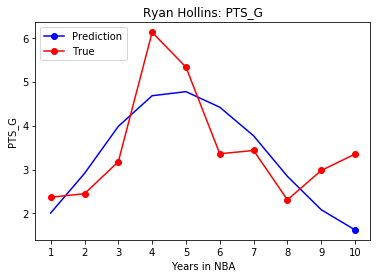 Ryan Hollins: PTS_G
Prediction
True
6
5
4
3
2
PTS_G
1 2 3 4 5 6 7 8 9 10
Years in NBA